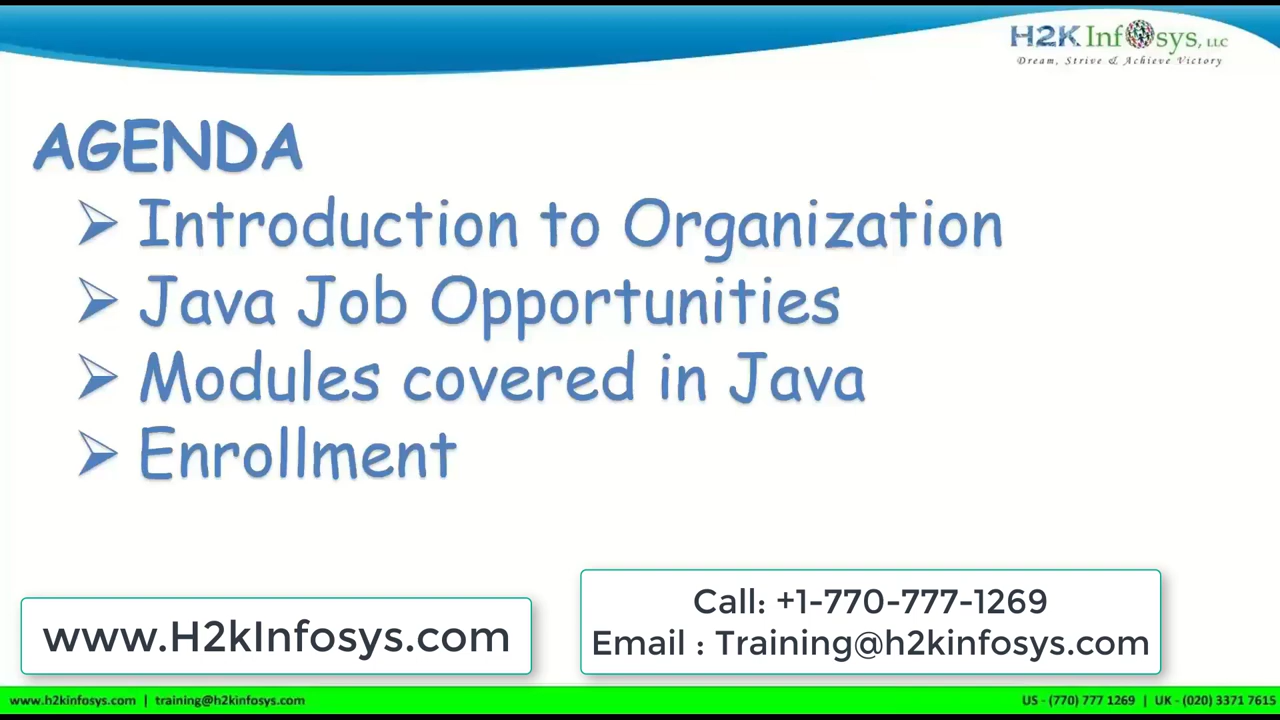 H2K Infosys, LLC
Dream, Strive & Achieve Victory
AGENDA
Introduction to Organization
Java Job Opportunities
Modules covered in Java
Enrollment
www.H2kInfosys.com
Call: +1-770-777-1269
Email : Training@h2kinfosys.com
www.h2kinfosys.com | training@h2kinfosys.com
US - (770) 777 1269 | UK - (020) 3371 7615